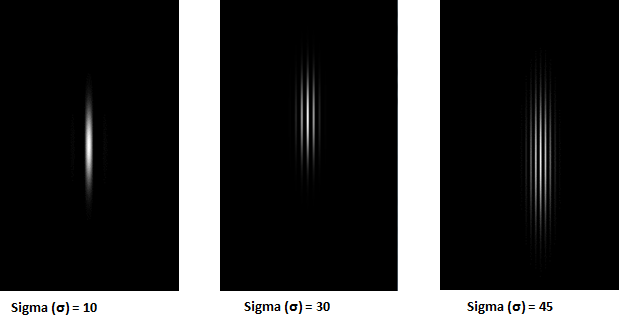 Sigma (σ) = 10
Sigma (σ) = 30
Sigma (σ) = 45